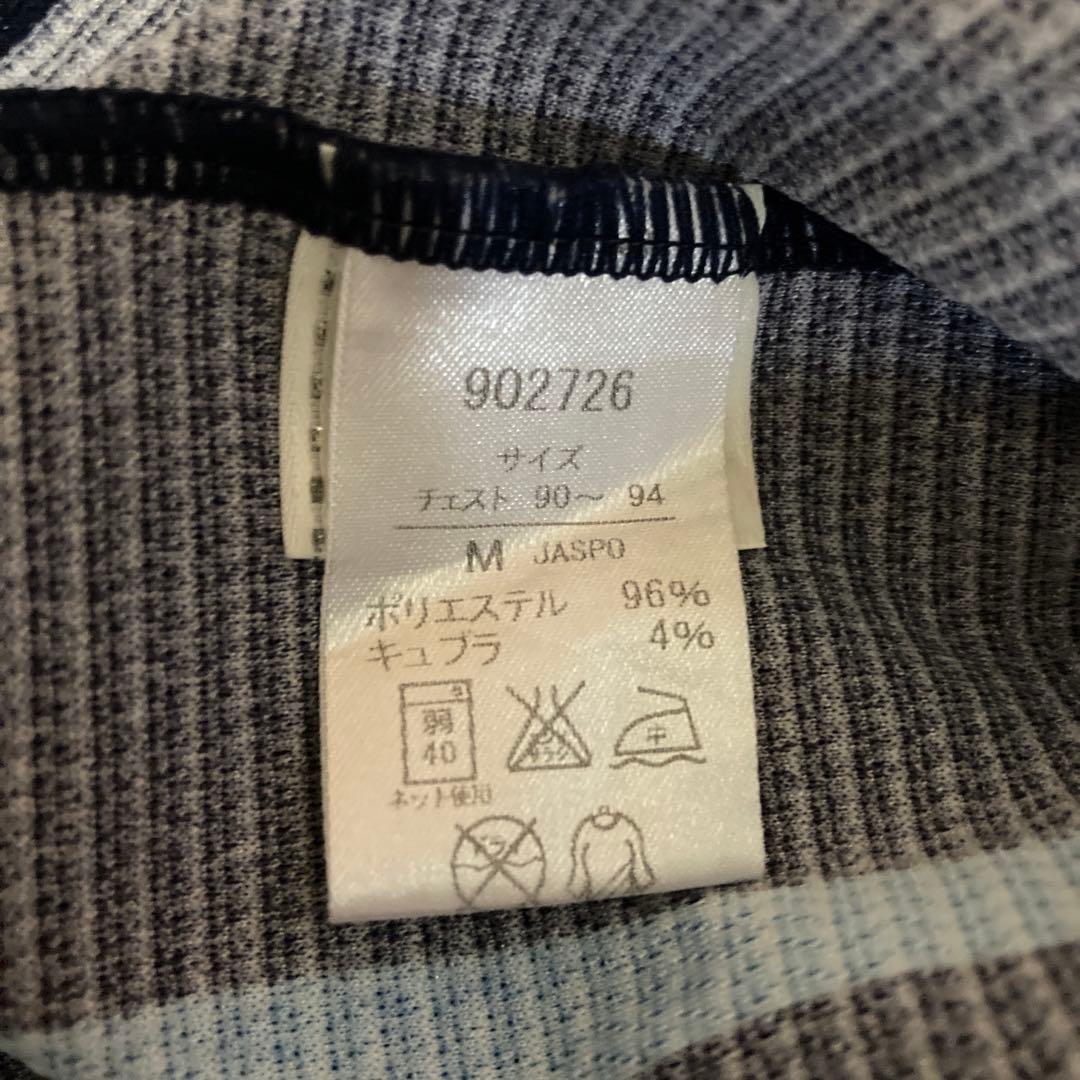 902726
サイズ
チェスト 90～ 94
M JASPO
ポリエステル 96%
キュプラ 4%
弱
40
中
ネット使用